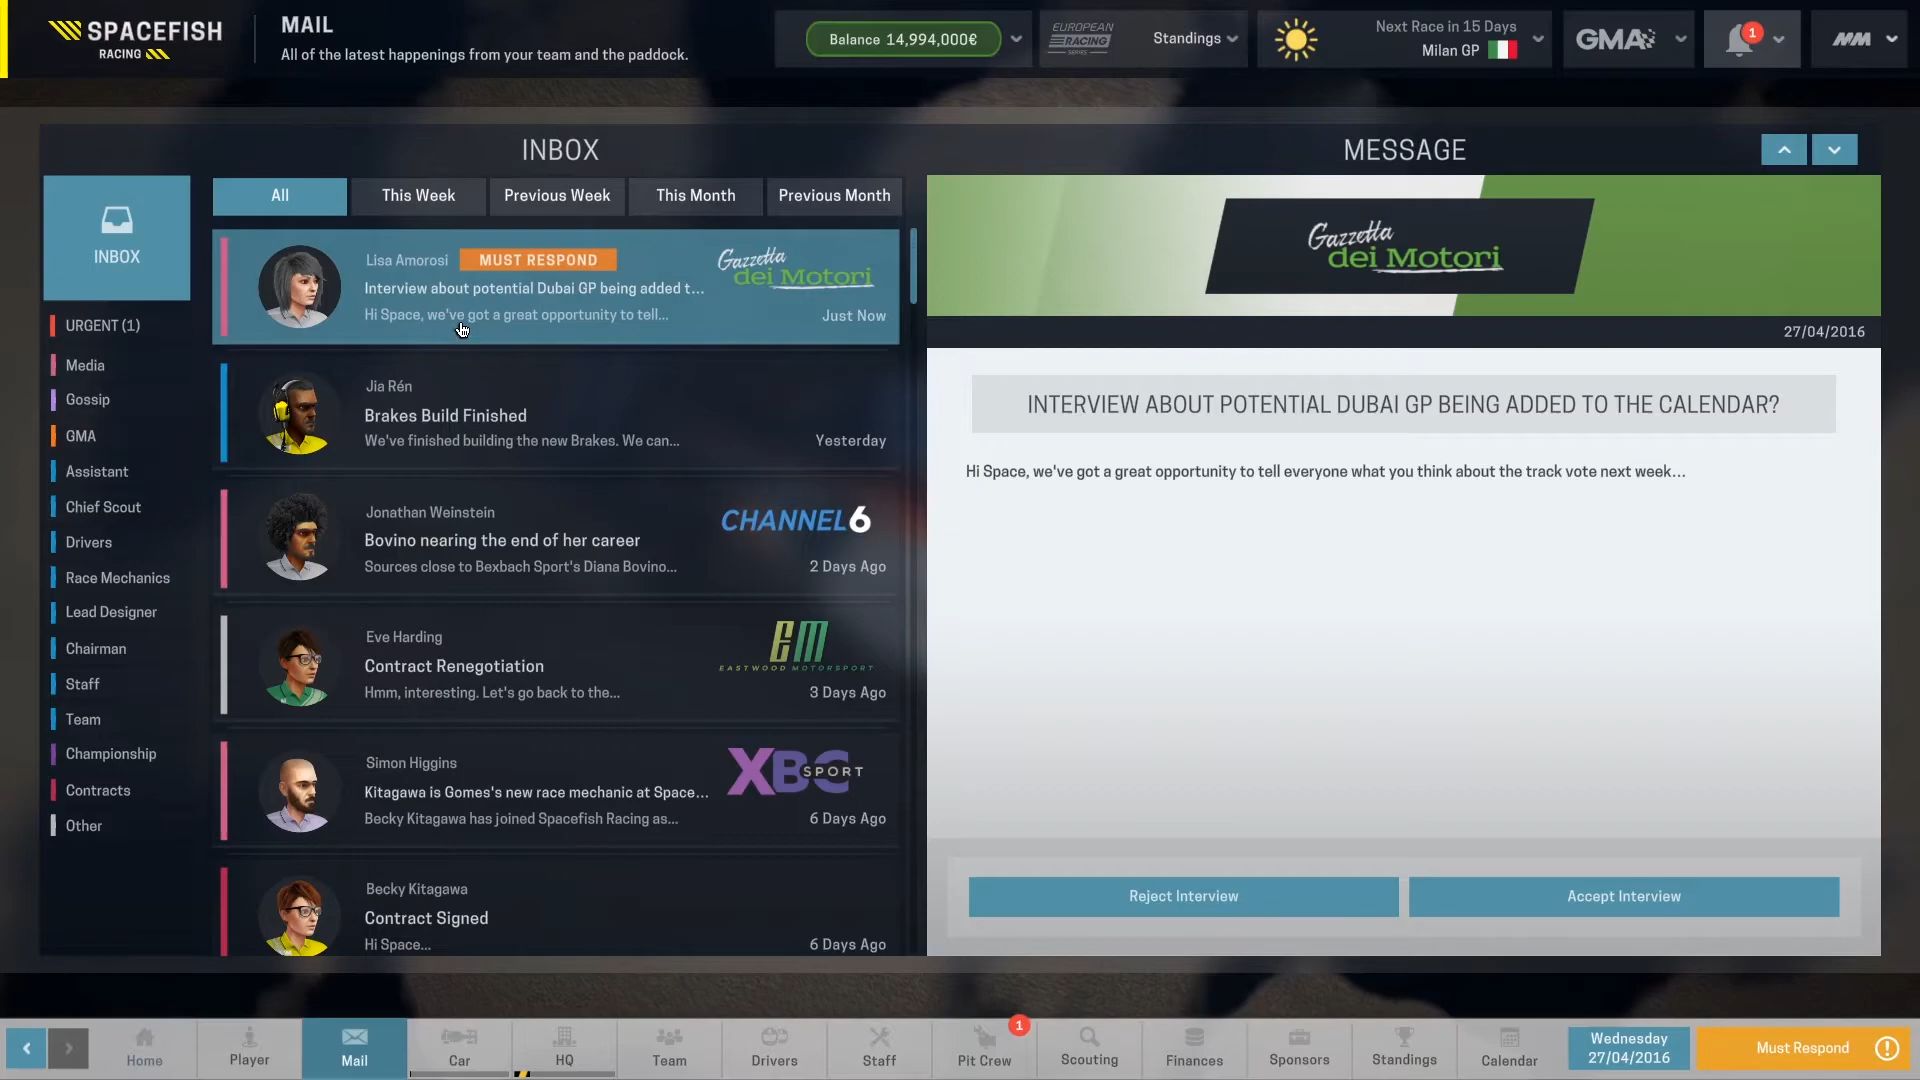 SPACEFISH
RACING
MAIL
All of the latest happenings from your team and the paddock.
Balance 14,994,000€
EUROPEAN
RACING
SERIES
Standings
Next Race in 15 Days
Milan GP
GMA
1
INBOX
MESSAGE
INBOX
All
This Week
Previous Week
This Month
Previous Month
URGENT (1)
Media
Gossip
GMA
Assistant
Chief Scout
Drivers
Race Mechanics
Lead Designer
Chairman
Staff
Team
Championship
Contracts
Other
Lisa Amorosi
MUST RESPOND
Gazzetta
dei Motori
Interview about potential Dubai GP being added t...
Hi Space, we've got a great opportunity to tell...
Just Now
Jia Rén
Brakes Build Finished
We've finished building the new Brakes. We can...
Yesterday
Jonathan Weinstein
CHANNEL6
Bovino nearing the end of her career
Sources close to Bexbach Sport's Diana Bovino...
2 Days Ago
Eve Harding
EM
EASTWOOD MOTORSPORT
Contract Renegotiation
Hmm, interesting. Let's go back to the...
3 Days Ago
Simon Higgins
XBC SPORT
Kitagawa is Gomes's new race mechanic at Space...
Becky Kitagawa has joined Spacefish Racing as...
6 Days Ago
Becky Kitagawa
Contract Signed
Hi Space...
6 Days Ago
Gazzetta
dei Motori
27/04/2016
INTERVIEW ABOUT POTENTIAL DUBAI GP BEING ADDED TO THE CALENDAR?
Hi Space, we've got a great opportunity to tell everyone what you think about the track vote next week...
Reject Interview
Accept Interview
Home
Player
Mail
Car
HQ
Team
Drivers
Staff
Pit Crew
1
Scouting
Finances
Sponsors
Standings
Calendar
Wednesday
27/04/2016
Must Respond